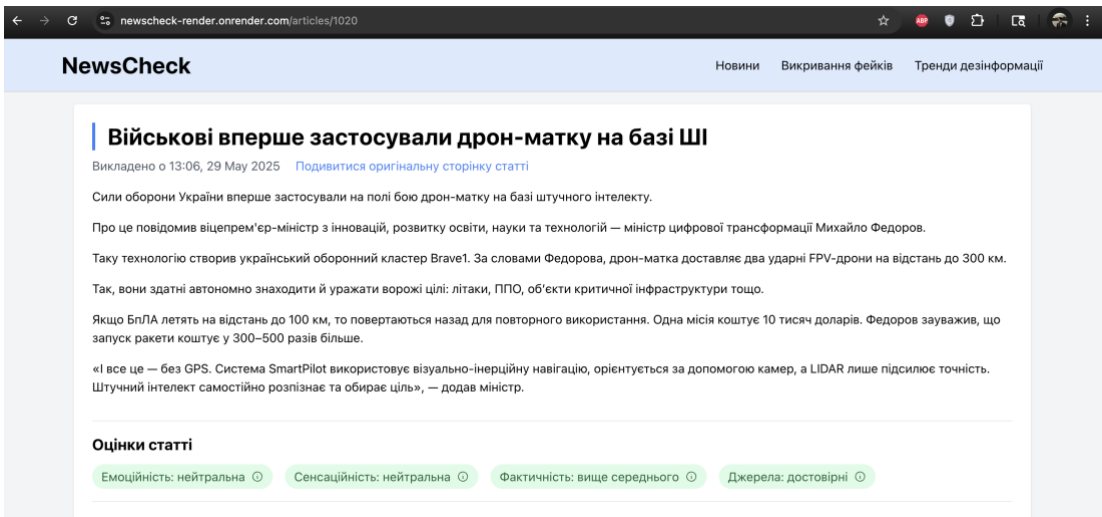 newscheck-render.onrender.com/articles/1020
ABP
NewsCheck
Новини Викривання фейків Тренди дезінформації
Військові вперше застосували дрон-матку на базі ШІ
Викладено о 13:06, 29 May 2025 Подивитися оригінальну сторінку статті
Сили оборони України вперше застосували на полі бою дрон-матку на базі штучного інтелекту.
Про це повідомив віцепрем'єр-міністр з інновацій, розвитку освіти, науки та технологій — міністр цифрової трансформації Михайло Федоров.
Таку технологію створив український оборонний кластер Brave1. За словами Федорова, дрон-матка доставляє два ударні FPV-дрони на відстань до 300 км.
Так, вони здатні автономно знаходити й уражати ворожі цілі: літаки, ППО, об’єкти критичної інфраструктури тощо.
Якщо БпЛА летять на відстань до 100 км, то повертаються назад для повторного використання. Одна місія коштує 10 тисяч доларів. Федоров зауважив, що
запуск ракети коштує у 300–500 разів більше.
«І все це — без GPS. Система SmartPilot використовує візуально-інерційну навігацію, орієнтується за допомогою камер, а LIDAR лише підсилює точність.
Штучний інтелект самостійно розпізнає та обирає ціль», — додав міністр.
Оцінки статті
Емоційність: нейтральна Сенсаційність: нейтральна Фактичність: вище середнього Джерела: достовірні